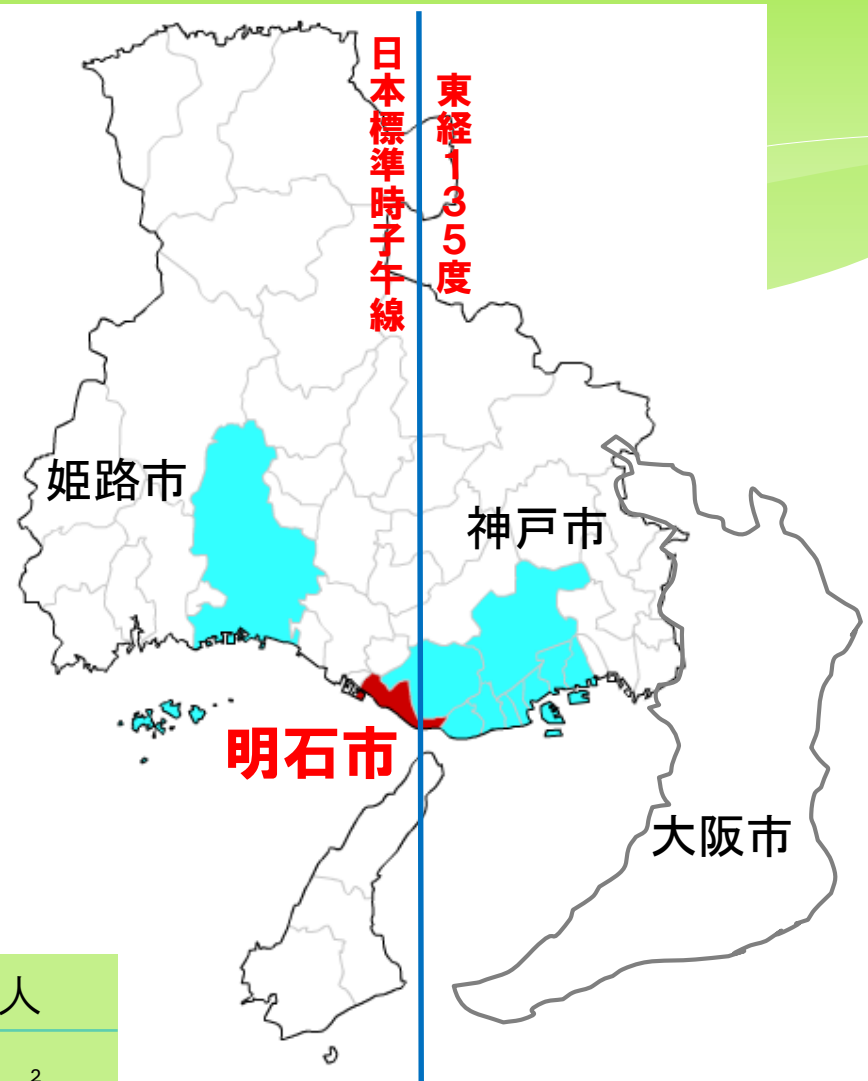 東経１３５度
日本標準時子午線
姫路市
神戸市
明石市
大阪市
人
２